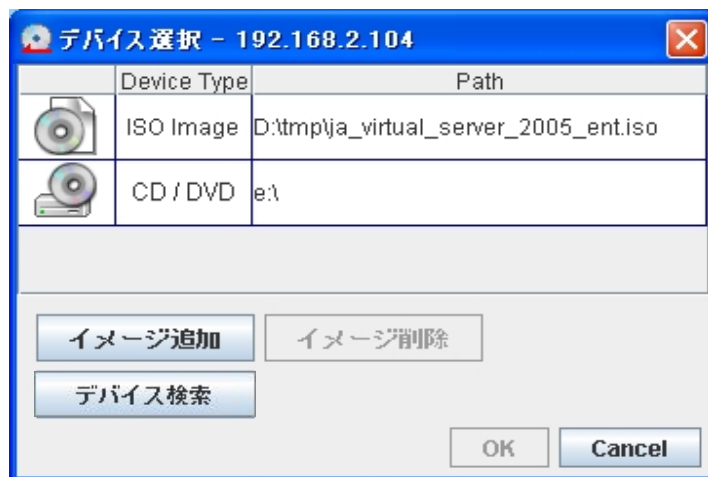 デバイス選択 - 192.168.2.104
Device Type Path
ISO Image D:\tmp\ja_virtual_server_2005_ent.iso
CD / DVD e:\
イメージ追加 イメージ削除
デバイス検索
OK Cancel